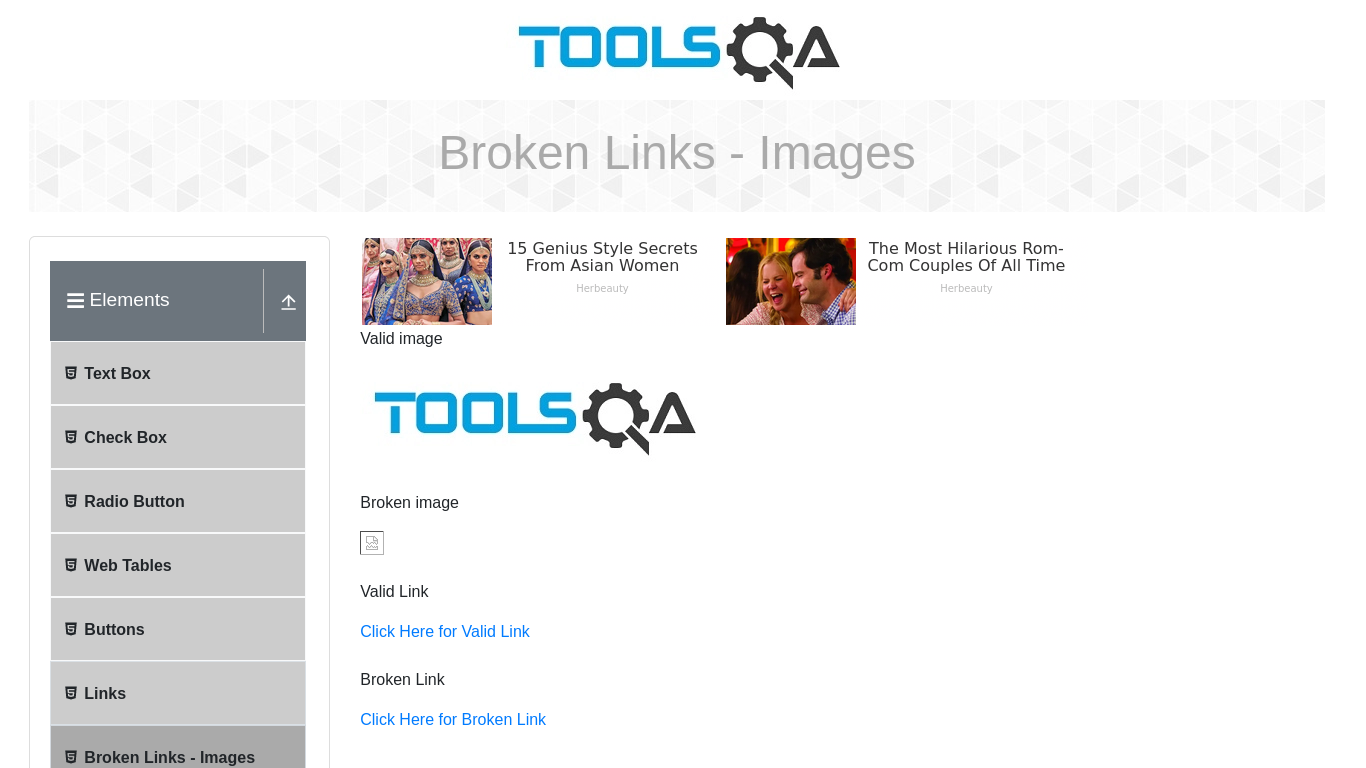 TOOLSQA
Broken Links - Images
Elements
Text Box
Check Box
Radio Button
Web Tables
Buttons
Links
Broken Links - Images
15 Genius Style Secrets
From Asian Women
Herbeauty
The Most Hilarious Rom-
Com Couples Of All Time
Herbeauty
Valid image
TOOLSQA
Broken image
Valid Link
Click Here for Valid Link
Broken Link
Click Here for Broken Link